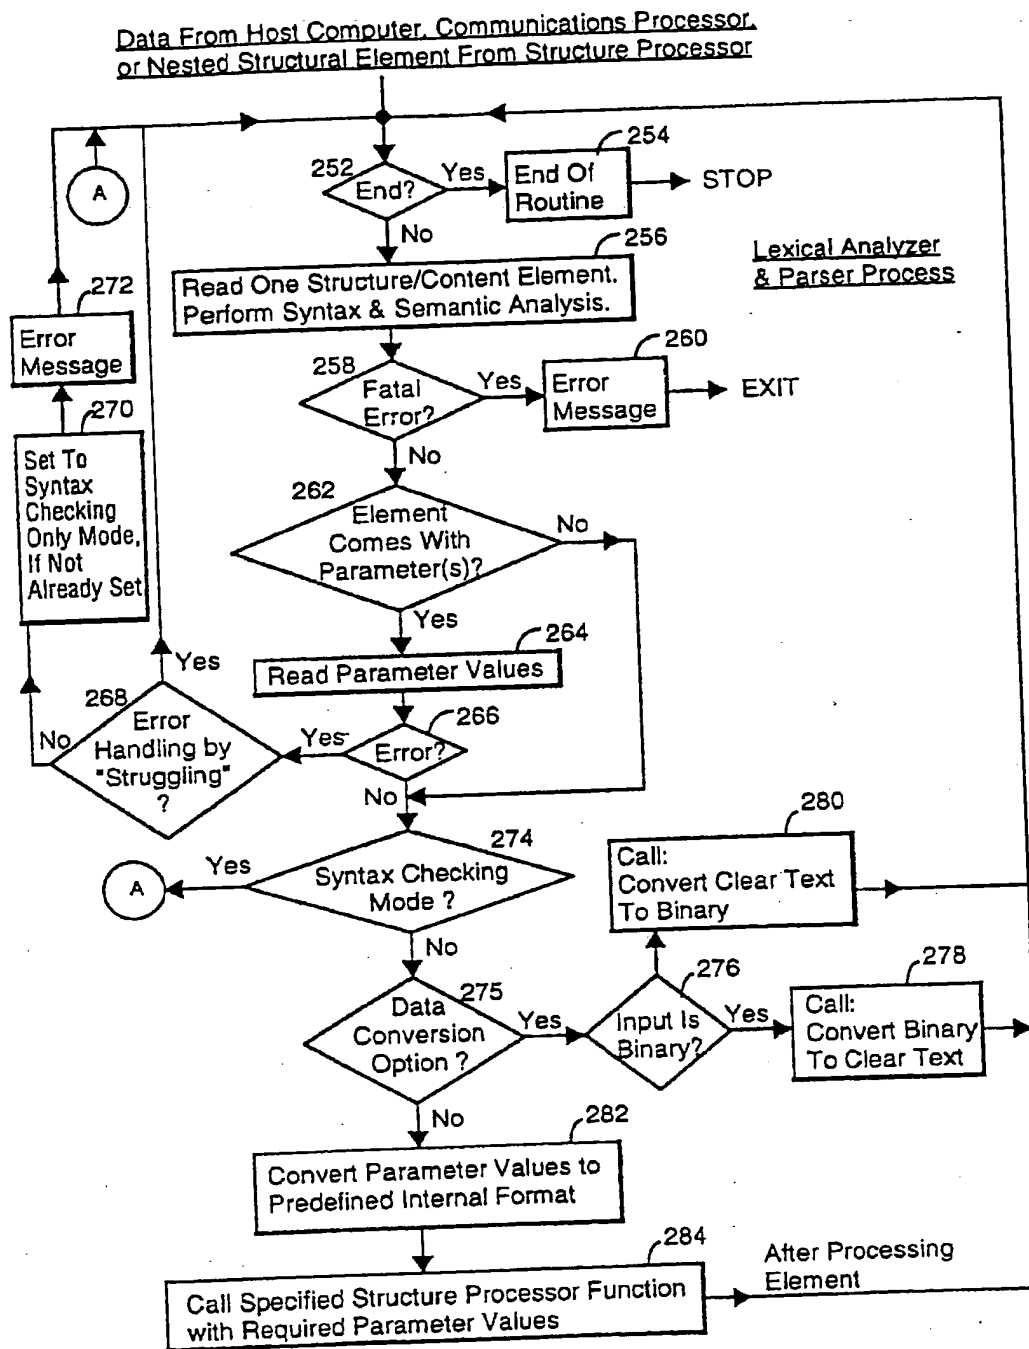 Data From Host Computer, Communications Processor,
or Nested Structural Element From Structure Processor
A
252
End?
Yes
254
End Of
Routine
STOP
No
256
Read One Structure/Content Element.
Perform Syntax & Semantic Analysis.
Lexical Analyzer
& Parser Process
272
Error
Message
258
Fatal
Error?
Yes
260
Error
Message
EXIT
No
270
Set To
Syntax
Checking
Only Mode,
If Not
Already Set
262
Element
Comes With
Parameter(s)?
No
Yes
264
Read Parameter Values
Yes
268
Error
Handling by
"Struggling"
?
No
266
Error?
Yes
No
274
Syntax Checking
Mode ?
Yes
A
No
280
Call:
Convert Clear Text
To Binary
275
Data
Conversion
Option ?
Yes
276
Input Is
Binary?
Yes
278
Call:
Convert Binary
To Clear Text
No
282
Convert Parameter Values to
Predefined Internal Format
284
Call Specified Structure Processor Function
with Required Parameter Values
After Processing
Element